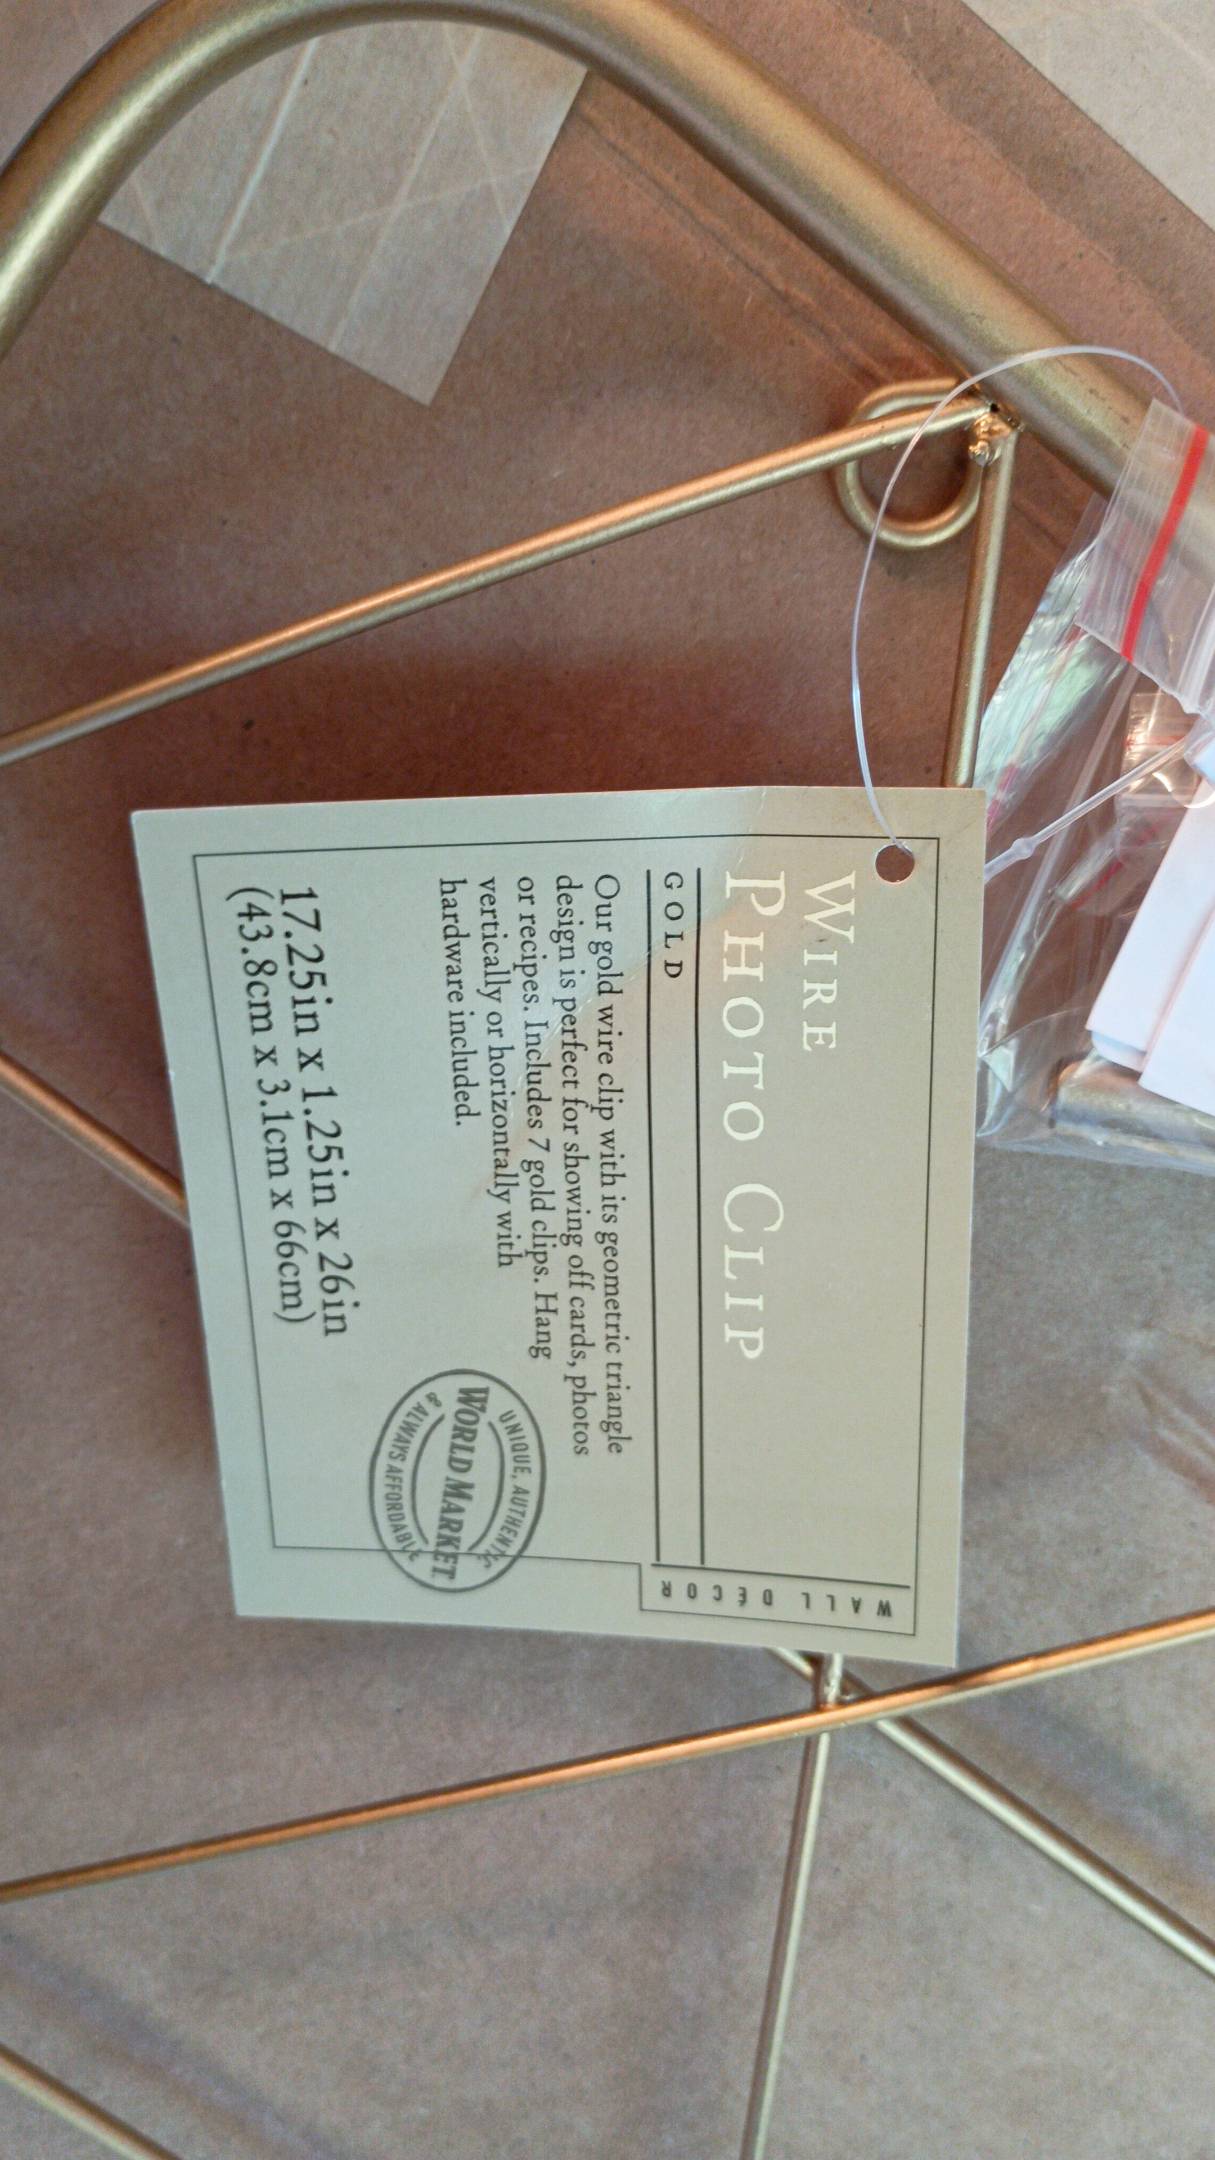 WIRE
PHOTO CLIP
GOLD
WALL DÉCOR
Our gold wire clip with its geometric triangle
design is perfect for showing off cards, photos
or recipes. Includes 7 gold clips. Hang
vertically or horizontally with
hardware included.
17.25in x 1.25in x 26in
(43.8cm x 3.1cm x 66cm)
UNIQUE, AUTHENTIC
WORLD MARKET
& ALWAYS AFFORDABLE